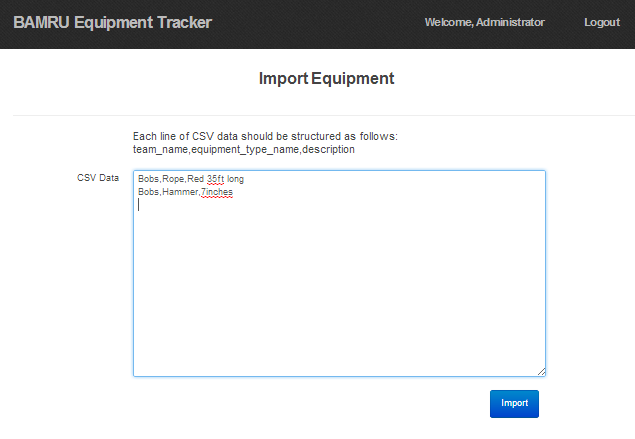 BAMRU Equipment Tracker Welcome, Administrator Logout
Import Equipment
Each line of CSV data should be structured as follows:
team_name,equipment_type_name,description
CSV Data
Bobs,Rope,Red 35ft long
Bobs,Hammer,7inches
Import